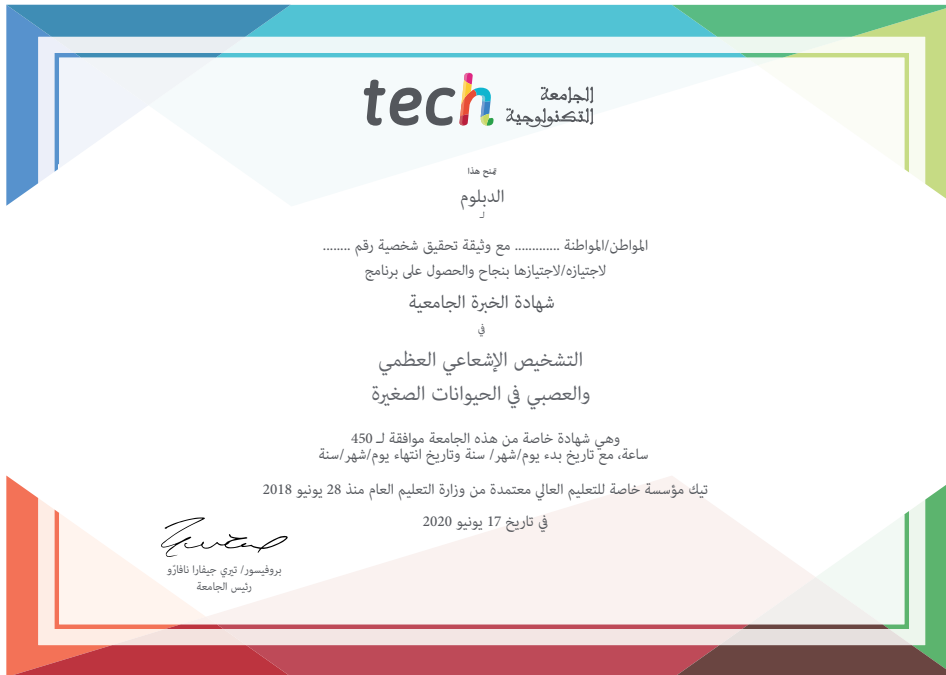 tech
الجامعة
التكنولوجية
يمنح هذا
الدبلوم
لـ
المواطن/المواطنة ............ مع وثيقة تحقيق شخصية رقم ........
لاجتيازه/لاجتيازها بنجاح والحصول على برنامج
شهادة الخبرة الجامعية
في
التشخيص الإشعاعي العظمي
والعصبي في الحيوانات الصغيرة
وهي شهادة خاصة من هذه الجامعة موافقة لـ 450
ساعة، مع تاريخ بدء يوم/شهر/ سنة وتاريخ انتهاء يوم/شهر/سنة
تيك مؤسسة خاصة للتعليم العالي معتمدة من وزارة التعليم العام منذ 28 يونيو 2018
في تاريخ 17 يونيو 2020
بروفيسور/ تيري جيفارا نافارّو
رئيس الجامعة